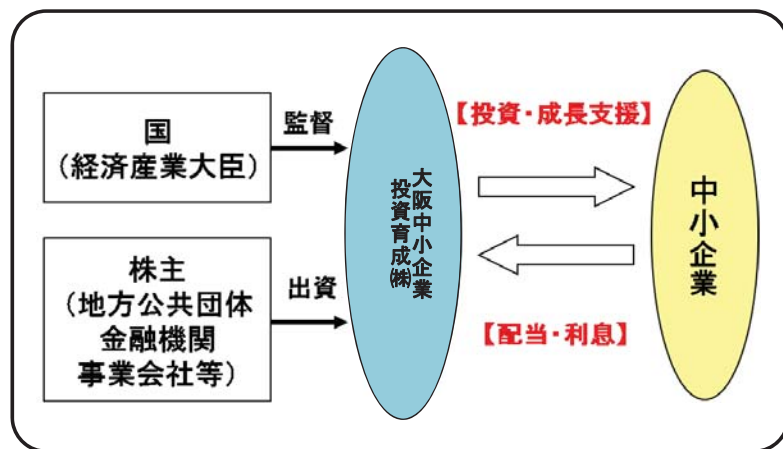 国
（経済産業大臣）
監督
株主
（地方公共団体
金融機関
事業会社等）
出資
大阪中小企業
投資育成㈱
【投資・成長支援】
【配当・利息】
中小企業